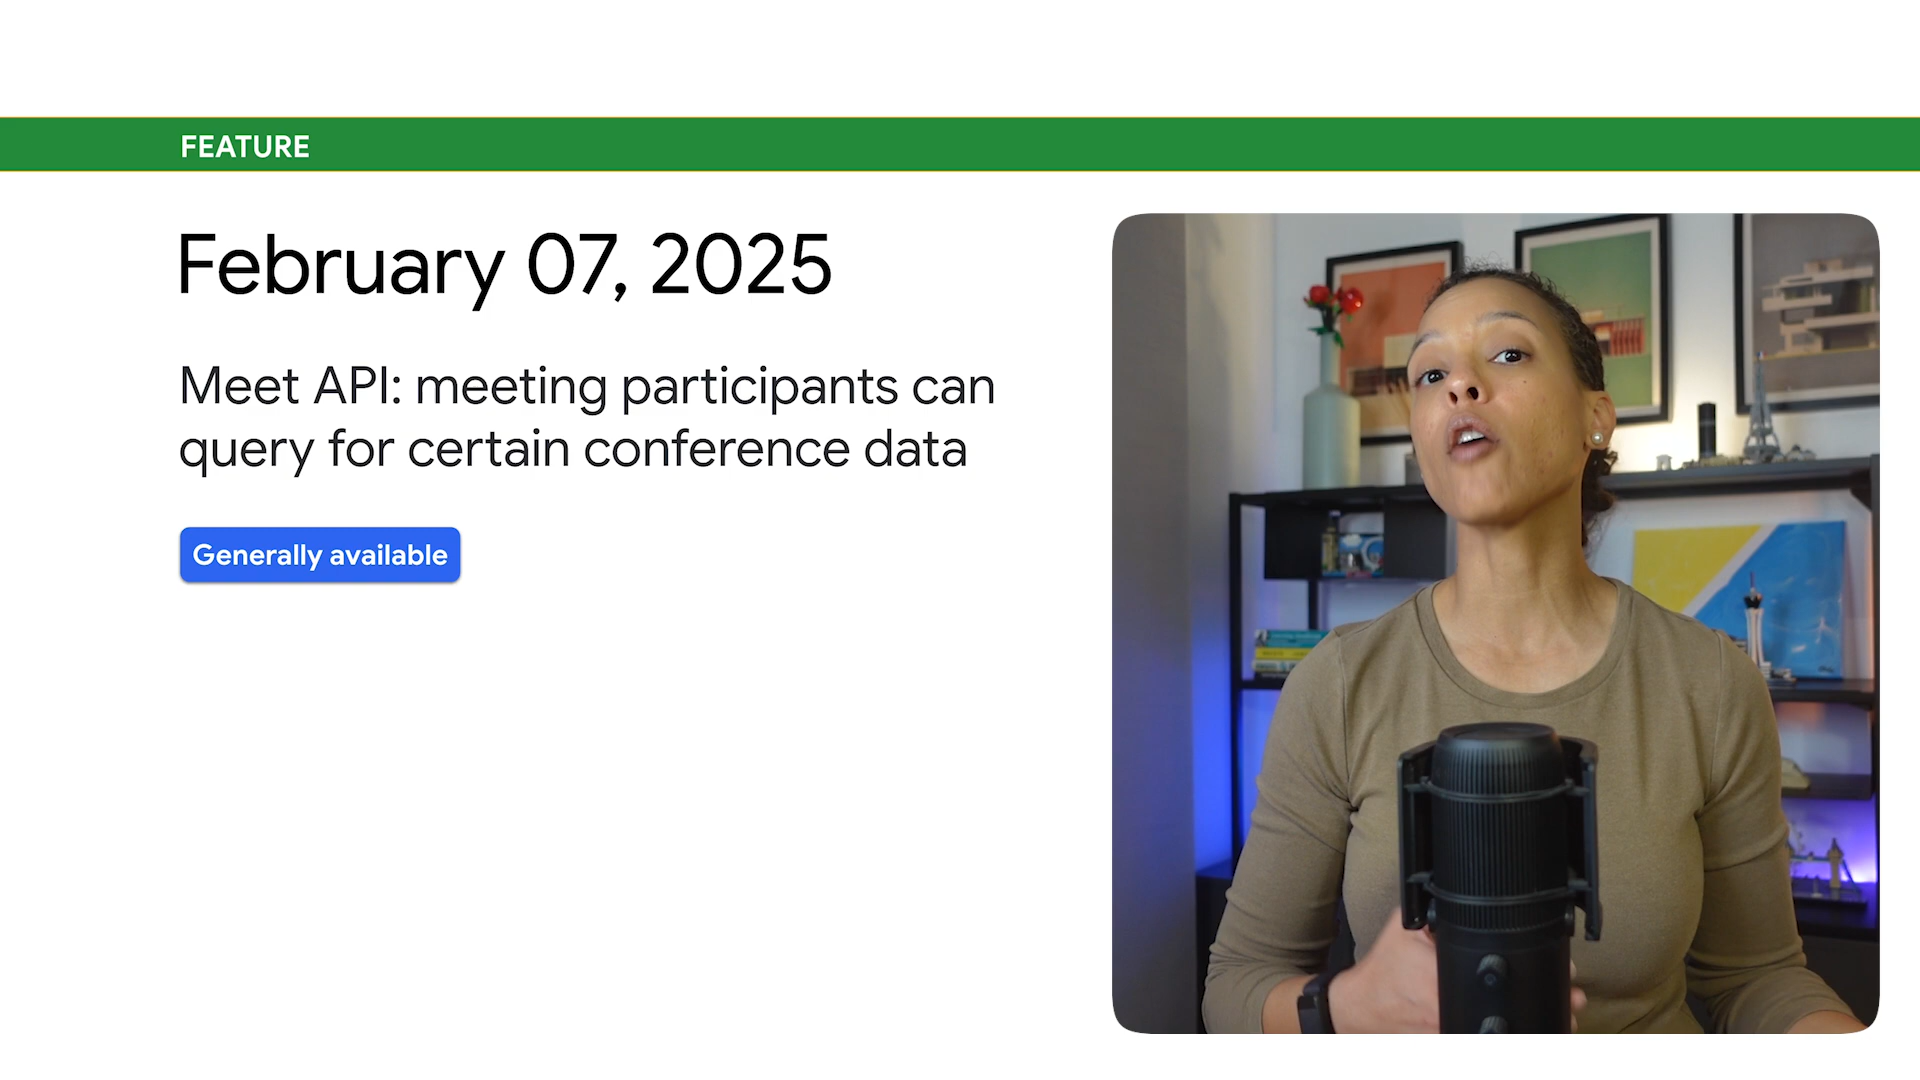 FEATURE
February 07, 2025
Meet API: meeting participants can
query for certain conference data
Generally available